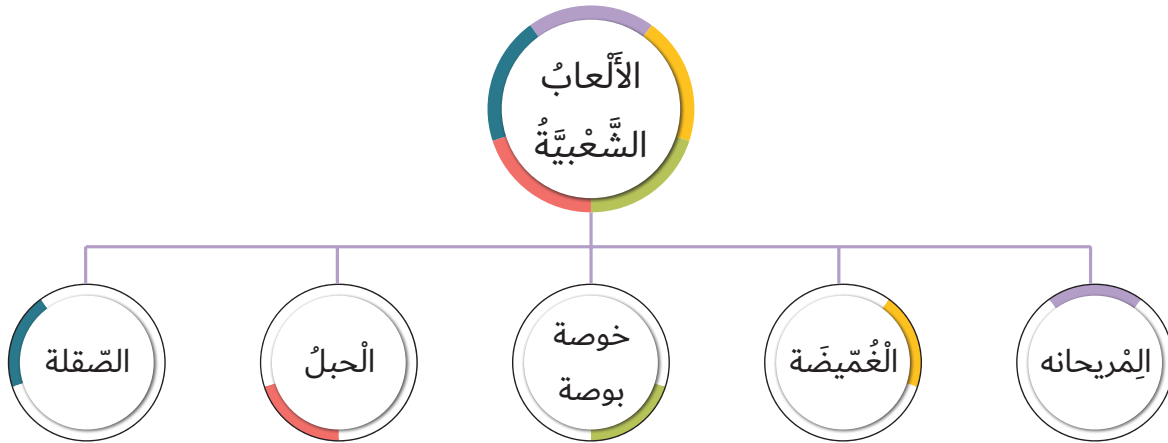 الأَلْعابُ
الشَّعْبيَّةُ
الِمْريحانه
الْغُمّيضَة
خوصة
بوصة
الْحبلُ
الصّقلة